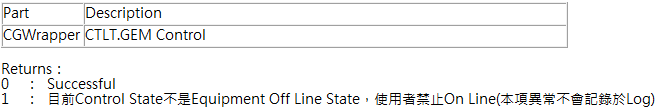 Part Description
CGWrapper CTLT.GEM Control
Returns：
0 ： Successful
1 ： 目前Control State不是Equipment Off Line State，使用者禁止On Line(本項異常不會記錄於Log)